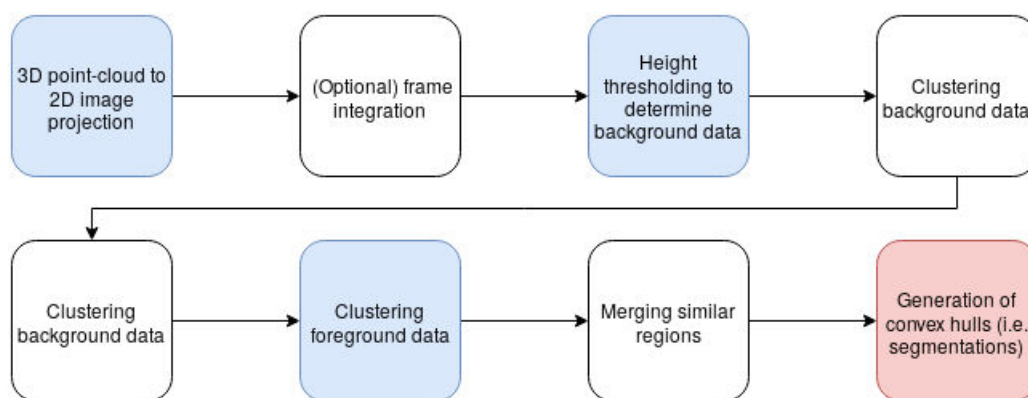 3D point-cloud to
2D image
projection
(Optional) frame
integration
Height
thresholding to
determine
background data
Clustering
background data
Clustering
background data
Clustering
foreground data
Merging similar
regions
Generation of
convex hulls (i.e.
segmentations)